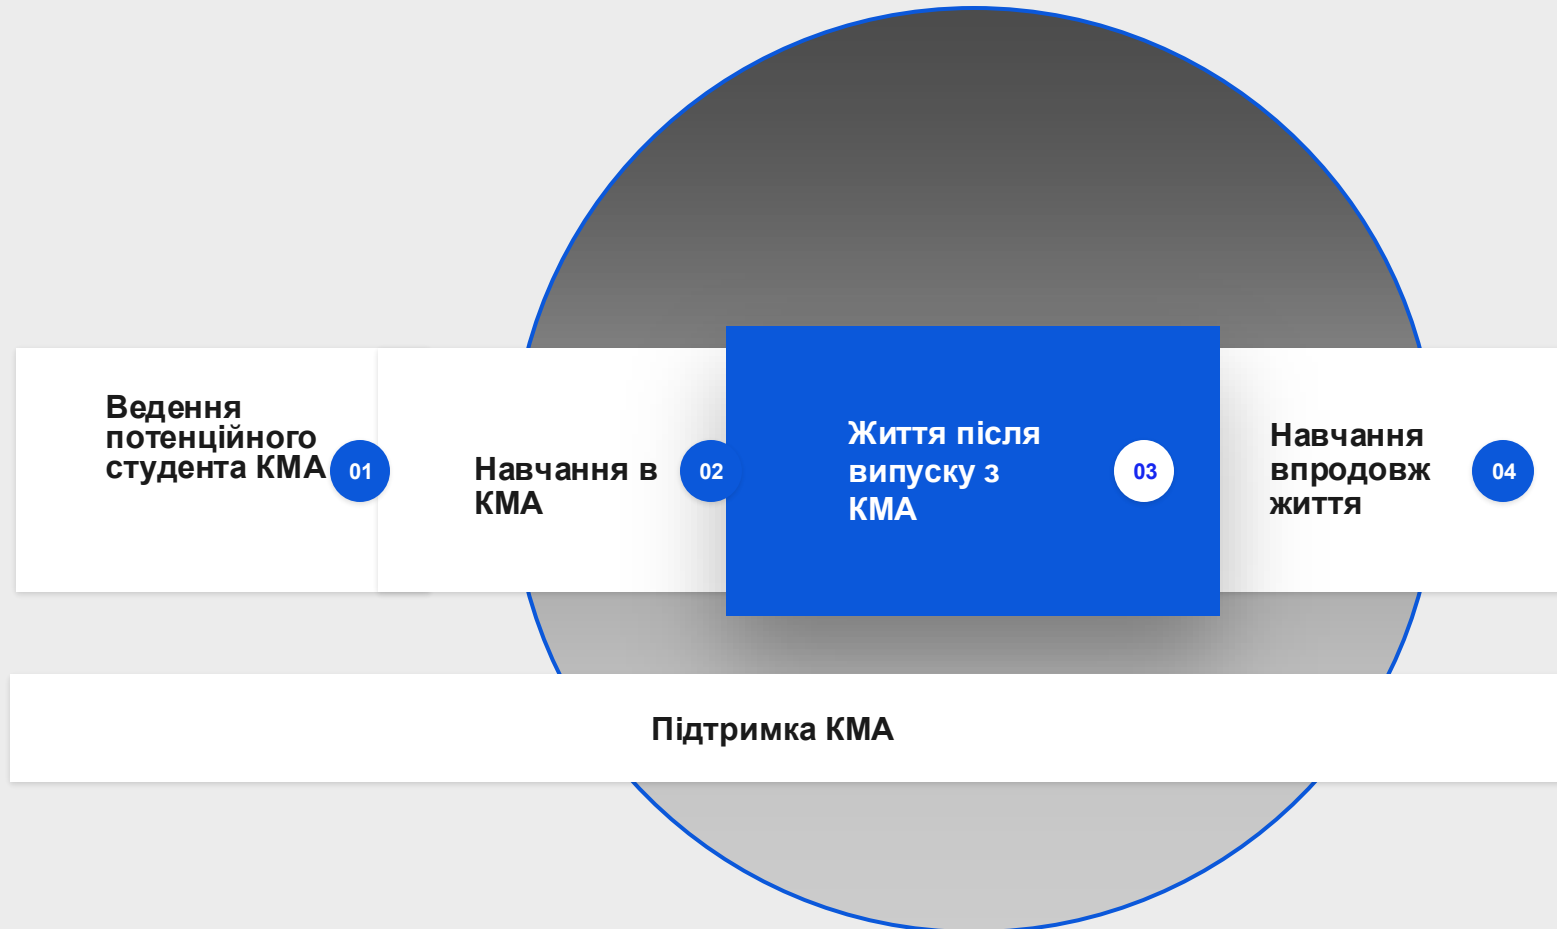 Ведення
потенційного
студента КМА
01
Навчання в
КМА
02
Життя після
випуску з
КМА
03
Навчання
впродовж
життя
04
Підтримка КМА